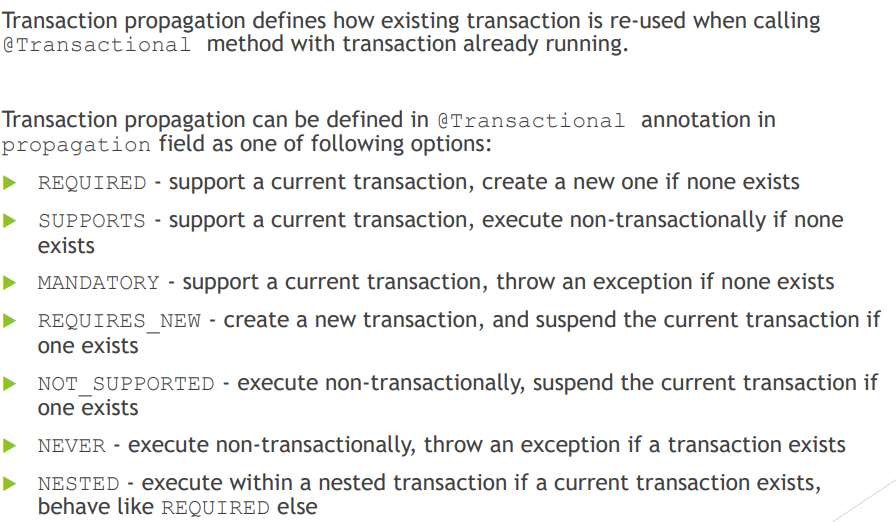 Transaction propagation defines how existing transaction is re-used when calling
@Transactional method with transaction already running.
Transaction propagation can be defined in @Transactional annotation in
propagation field as one of following options:
REQUIRED - support a current transaction, create a new one if none exists
SUPPORTS - support a current transaction, execute non-transactionally if none
exists
MANDATORY - support a current transaction, throw an exception if none exists
REQUIRES_NEW - create a new transaction, and suspend the current transaction if
one exists
NOT_SUPPORTED - execute non-transactionally, suspend the current transaction if
one exists
NEVER - execute non-transactionally, throw an exception if a transaction exists
NESTED - execute within a nested transaction if a current transaction exists,
behave like REQUIRED else